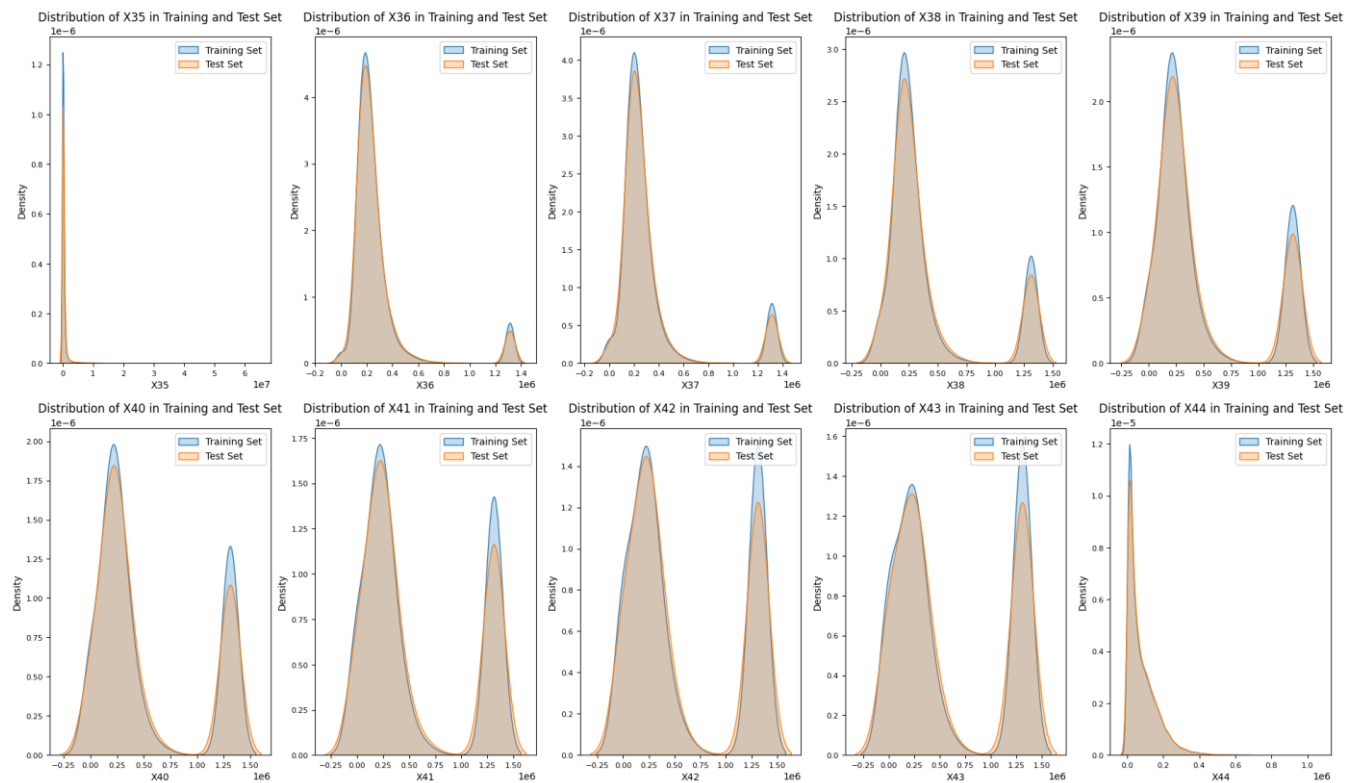 Distribution of X35 in Training and Test Set Distribution of X36 in Training and Test Set Distribution of X37 in Training and Test Set Distribution of X38 in Training and Test Set Distribution of X39 in Training and Test Set
1e−6 1e−6 1e−6 1e−6
Training Set
Test Set
1.2
1.0
0.8
0.6
0.4
0.2
0.0
Density
0 1 2 3 4 5 6
1e7
X35
Training Set
Test Set
4
3
2
1
0
Density
−0.2 0.0 0.2 0.4 0.6 0.8 1.0 1.2 1.4
1e6
X36
Training Set
Test Set
4.0
3.5
3.0
2.5
2.0
1.5
1.0
0.5
0.0
Density
−0.2 0.0 0.2 0.4 0.6 0.8 1.0 1.2 1.4
1e6
X37
Training Set
Test Set
3.0
2.5
2.0
1.5
1.0
0.5
0.0
Density
−0.25 0.00 0.25 0.50 0.75 1.00 1.25 1.50
1e6
X38
Training Set
Test Set
2.0
1.5
1.0
0.5
0.0
Density
−0.25 0.00 0.25 0.50 0.75 1.00 1.25 1.50
1e6
X39
Distribution of X40 in Training and Test Set Distribution of X41 in Training and Test Set Distribution of X42 in Training and Test Set Distribution of X43 in Training and Test Set Distribution of X44 in Training and Test Set
1e−6 1e−6 1e−6 1e−6 1e−5
Training Set
Test Set
2.00
1.75
1.50
1.25
1.00
0.75
0.50
0.25
0.00
Density
−0.25 0.00 0.25 0.50 0.75 1.00 1.25 1.50
1e6
X40
Training Set
Test Set
1.75
1.50
1.25
1.00
0.75
0.50
0.25
0.00
Density
−0.25 0.00 0.25 0.50 0.75 1.00 1.25 1.50
1e6
X41
Training Set
Test Set
1.4
1.2
1.0
0.8
0.6
0.4
0.2
0.0
Density
−0.25 0.00 0.25 0.50 0.75 1.00 1.25 1.50
1e6
X42
Training Set
Test Set
1.6
1.4
1.2
1.0
0.8
0.6
0.4
0.2
0.0
Density
−0.25 0.00 0.25 0.50 0.75 1.00 1.25 1.50
1e6
X43
Training Set
Test Set
1.2
1.0
0.8
0.6
0.4
0.2
0.0
Density
0.0 0.2 0.4 0.6 0.8 1.0
1e6
X44